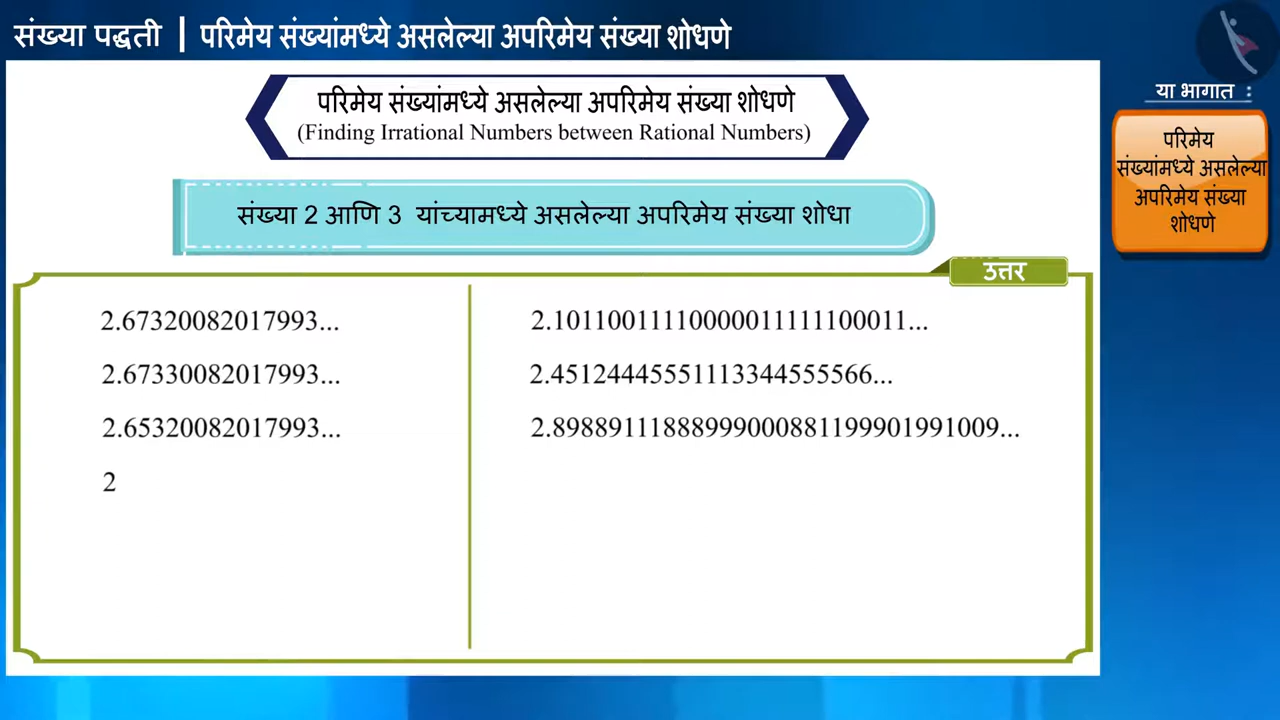 संख्या पद्धती | परिमेय संख्यांमध्ये असलेल्या अपरिमेय संख्या शोधणे
परिमेय संख्यांमध्ये असलेल्या अपरिमेय संख्या शोधणे
(Finding Irrational Numbers between Rational Numbers)
संख्या 2 आणि 3 यांच्यामध्ये असलेल्या अपरिमेय संख्या शोधा
उत्तर
2.67320082017993...
2.67330082017993...
2.65320082017993...
2
2.10110011110000011111100011...
2.45124445551113344555566...
2.89889111888999000881199901991009...
या भागात :
परिमेय
संख्यांमध्ये असलेल्या
अपरिमेय संख्या
शोधणे